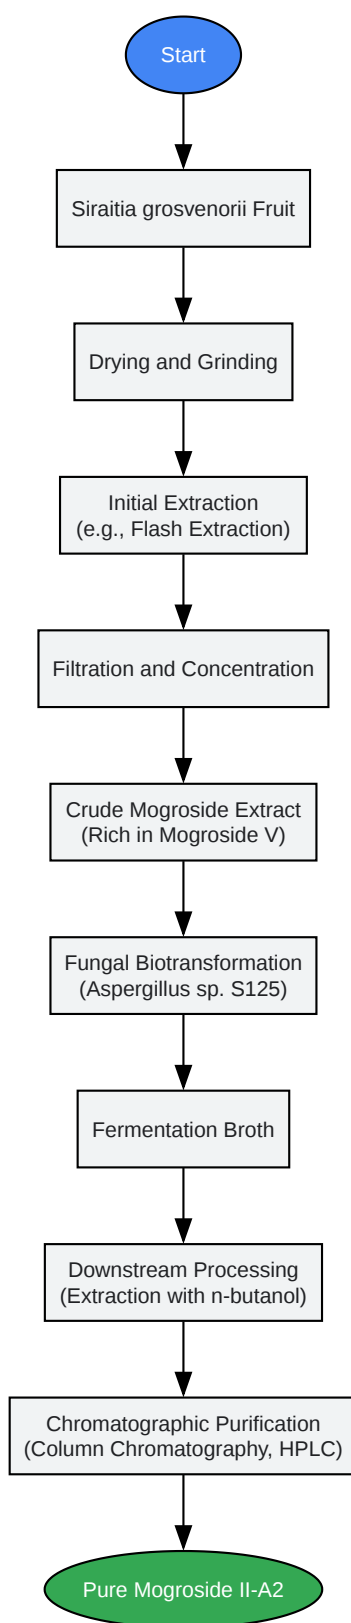 Start
Siraitia grosvenorii Fruit
Drying and Grinding
Initial Extraction
(e.g., Flash Extraction)
Filtration and Concentration
Crude Mogroside Extract
(Rich in Mogroside V)
Fungal Biotransformation
(Aspergillus sp. S125)
Fermentation Broth
Downstream Processing
(Extraction with n-butanol)
Chromatographic Purification
(Column Chromatography, HPLC)
Pure Mogroside II-A2